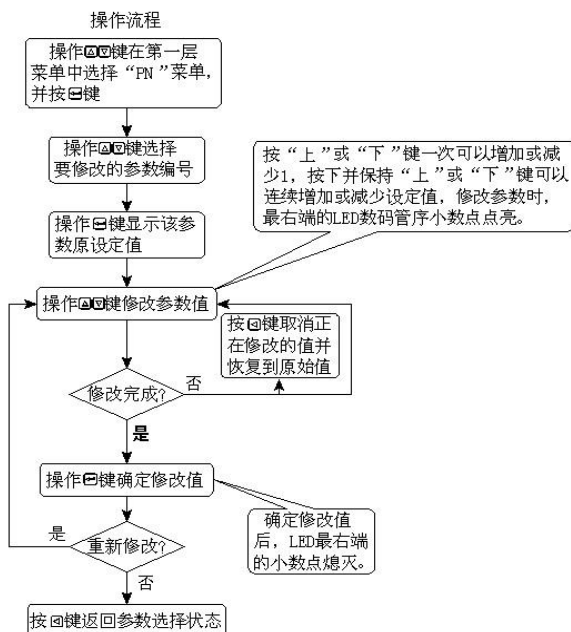 操作流程
操作▲▼键在第一层
菜单中选择“PN”菜单,
并按↵键
操作▲▼键选择
要修改的参数编号
按“上”或“下”键一次可以增加或减
少1, 按下并保持“上”或“下”键可以
连续增加或减少设定值, 修改参数时,
最右端的LED数码管序小数点点亮。
操作↵键显示该参
数原设定值
操作▲▼键修改参数值
按◁键取消正
在修改的值并
恢复到原始值
修改完成?
否
是
操作↵键确定修改值
确定修改值
后, LED最右端
的小数点熄灭。
是
重新修改?
否
按◁键返回参数选择状态